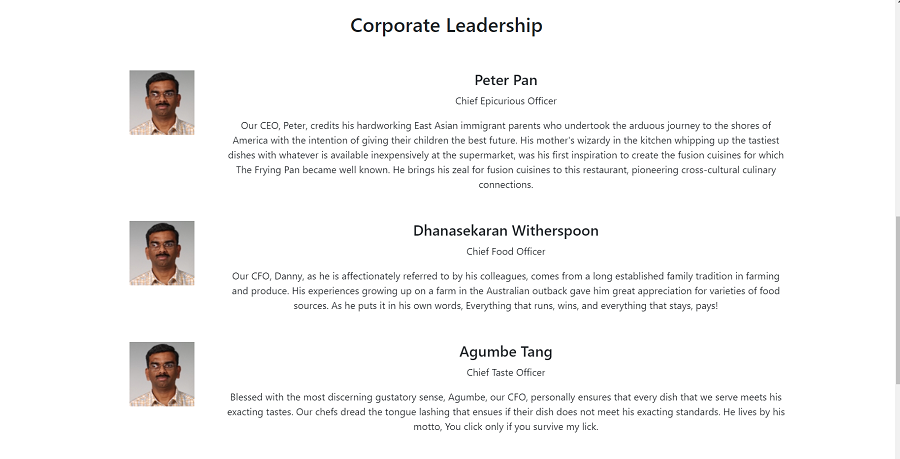 Corporate Leadership
Peter Pan
Chief Epicurious Officer
Our CEO, Peter, credits his hardworking East Asian immigrant parents who undertook the arduous journey to the shores of
America with the intention of giving their children the best future. His mother's wizardy in the kitchen whipping up the tastiest
dishes with whatever is available inexpensively at the supermarket, was his first inspiration to create the fusion cuisines for which
The Frying Pan became well known. He brings his zeal for fusion cuisines to this restaurant, pioneering cross-cultural culinary
connections.
Dhanasekaran Witherspoon
Chief Food Officer
Our CFO, Danny, as he is affectionately referred to by his colleagues, comes from a long established family tradition in farming
and produce. His experiences growing up on a farm in the Australian outback gave him great appreciation for varieties of food
sources. As he puts it in his own words, Everything that runs, wins, and everything that stays, pays!
Agumbe Tang
Chief Taste Officer
Blessed with the most discerning gustatory sense, Agumbe, our CFO, personally ensures that every dish that we serve meets his
exacting tastes. Our chefs dread the tongue lashing that ensues if their dish does not meet his exacting standards. He lives by his
motto, You click only if you survive my lick.